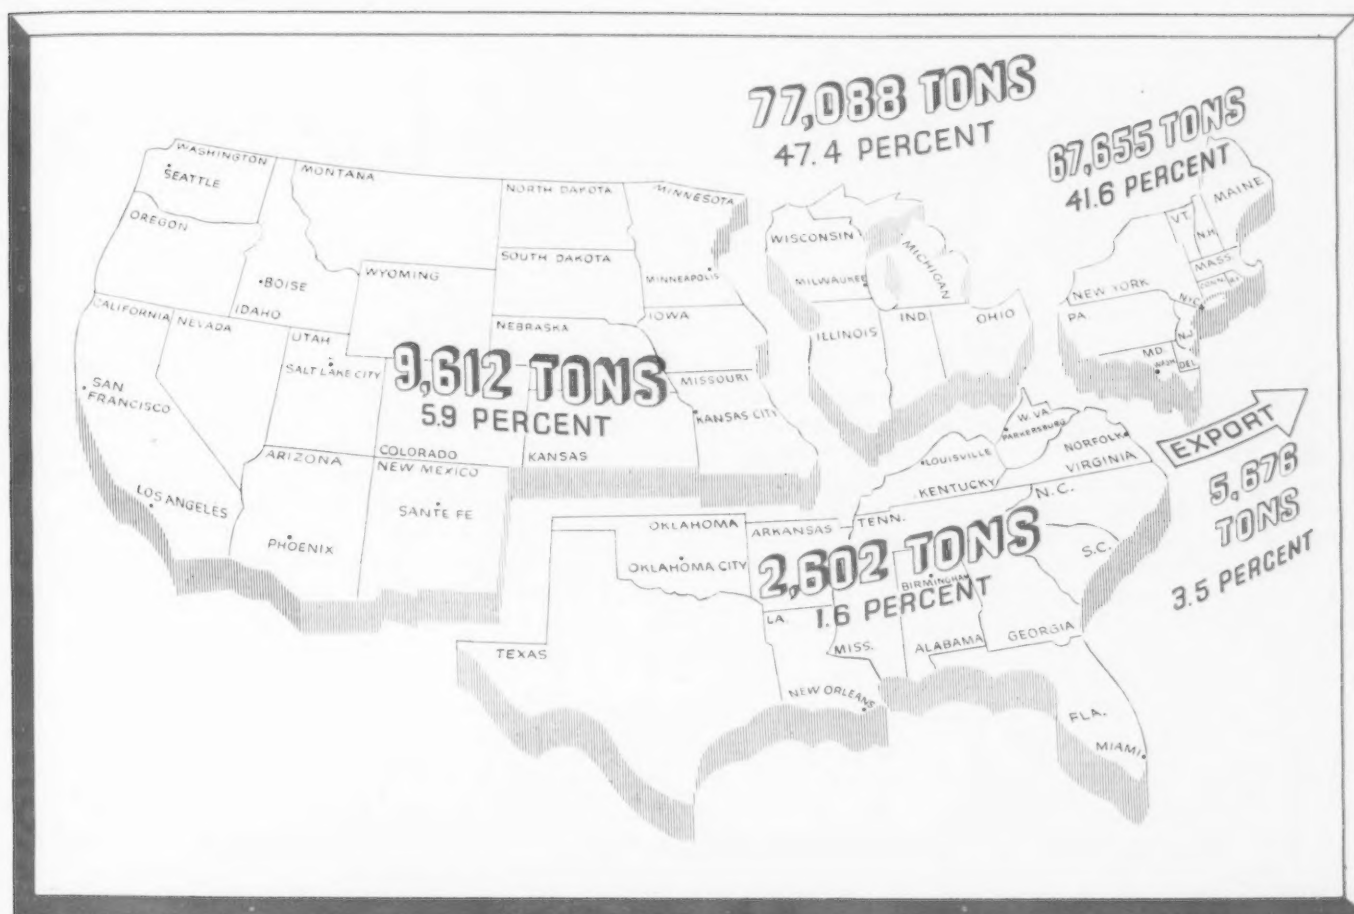 77,088 TONS
47.4 PERCENT
67,655 TONS
41.6 PERCENT
WASHINGTON
SEATTLE
OREGON
MONTANA
BOISE
IDAHO
WYOMING
NORTH DAKOTA
SOUTH DAKOTA
MINNESOTA
MINNEAPOLIS
NEBRASKA
IOWA
CALIFORNIA
NEVADA
UTAH
SALT LAKE CITY
SAN
FRANCISCO
LOS ANGELES
9,612 TONS
5.9 PERCENT
COLORADO
KANSAS
MISSOURI
KANSAS CITY
ARIZONA
PHOENIX
NEW MEXICO
SANTE FE
WISCONSIN
MILWAUKEE
MICHIGAN
ILLINOIS
IND.
OHIO
MAINE
VT.
N.H.
MASS.
CONN.
R.I.
NEW YORK
N.Y.C.
PA.
N.J.
MD.
WASH.
DEL.
W. VA.
PARKERSBURG
NORFOLK
VIRGINIA
LOUISVILLE
KENTUCKY
EXPORT
5,676
TONS
3.5 PERCENT
OKLAHOMA
OKLAHOMA CITY
ARKANSAS
TENN.
N.C.
S.C.
2,602 TONS
1.6 PERCENT
BIRMINGHAM
TEXAS
LA.
MISS.
ALABAMA
GEORGIA
NEW ORLEANS
FLA.
MIAMI